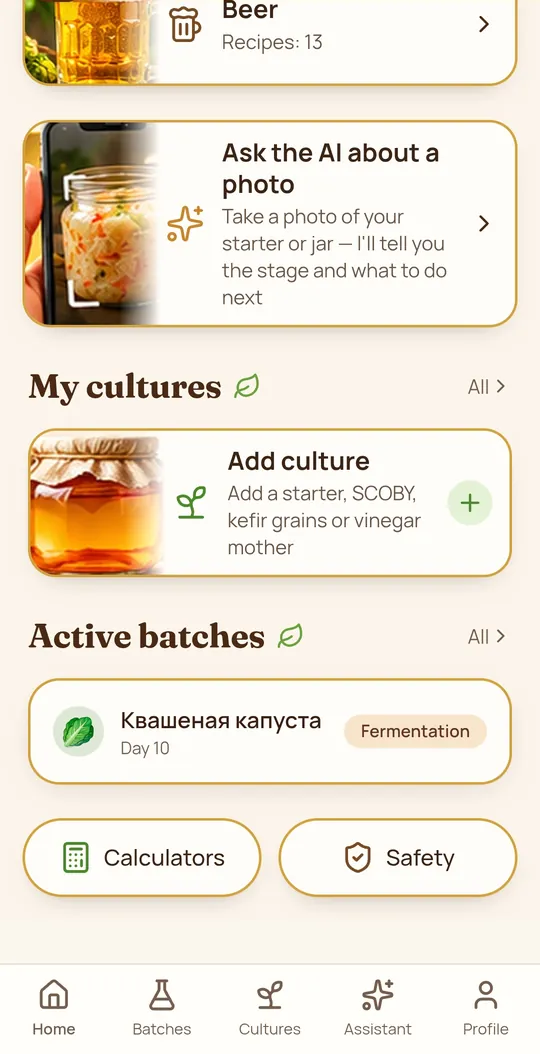 Beer
Recipes: 13
Ask the AI about a
photo
Take a photo of your
starter or jar — I'll tell you
the stage and what to do
next
My cultures
All
Add culture
Add a starter, SCOBY,
kefir grains or vinegar
mother
Active batches
All
Квашеная капуста
Day 10
Fermentation
Calculators
Safety
Home
Batches
Cultures
Assistant
Profile